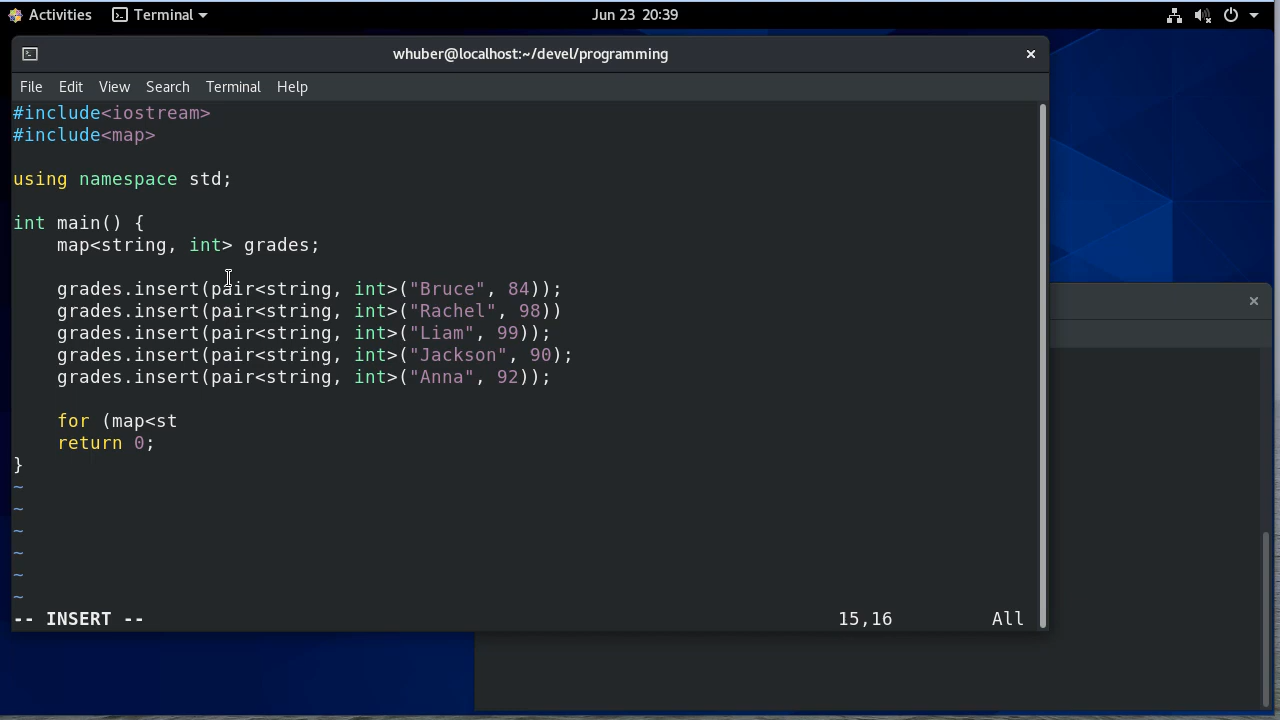 Activities Terminal Jun 23 20:39
whuber@localhost:~/devel/programming
File Edit View Search Terminal Help
#include<iostream>
#include<map>
using namespace std;
int main() {
    map<string, int> grades;
    grades.insert(pair<string, int>("Bruce", 84));
    grades.insert(pair<string, int>("Rachel", 98))
    grades.insert(pair<string, int>("Liam", 99));
    grades.insert(pair<string, int>("Jackson", 90);
    grades.insert(pair<string, int>("Anna", 92));
    for (map<st
    return 0;
}
~
~
~
~
~
~
-- INSERT -- 15,16 All